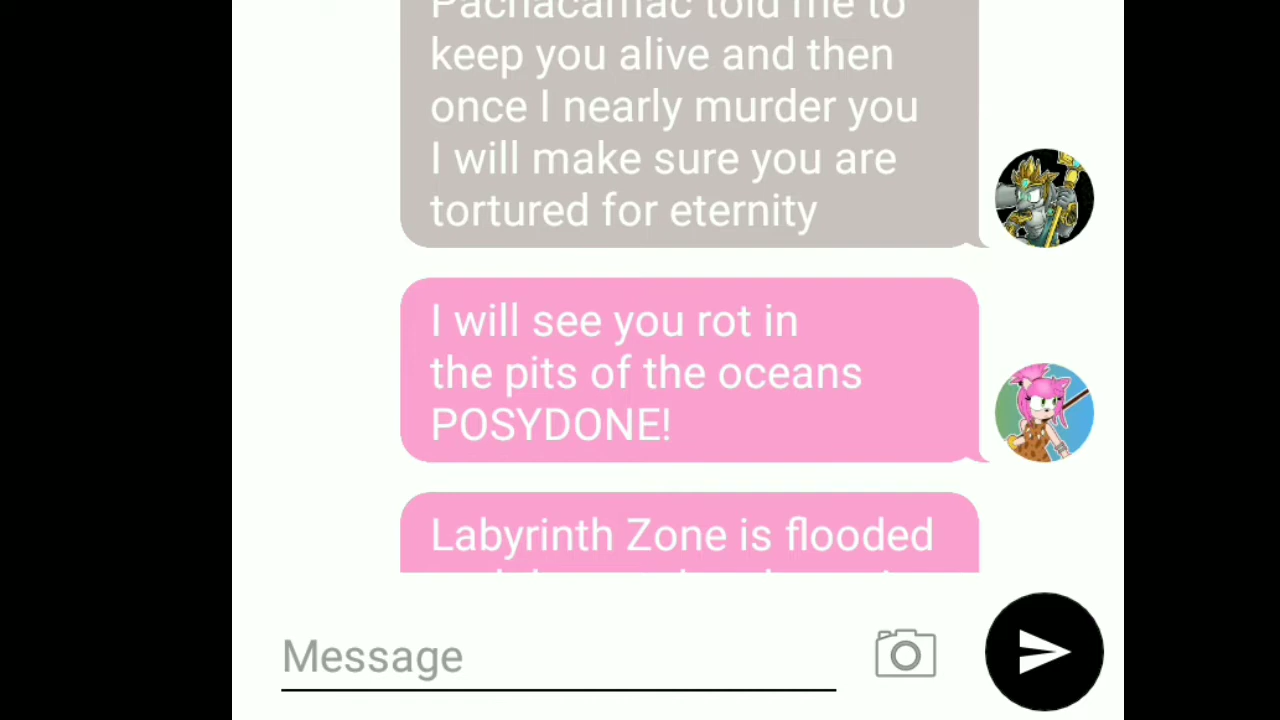 Pachacamac told me to
keep you alive and then
once I nearly murder you
I will make sure you are
tortured for eternity
I will see you rot in
the pits of the oceans
POSYDONE!
Labyrinth Zone is flooded
Message